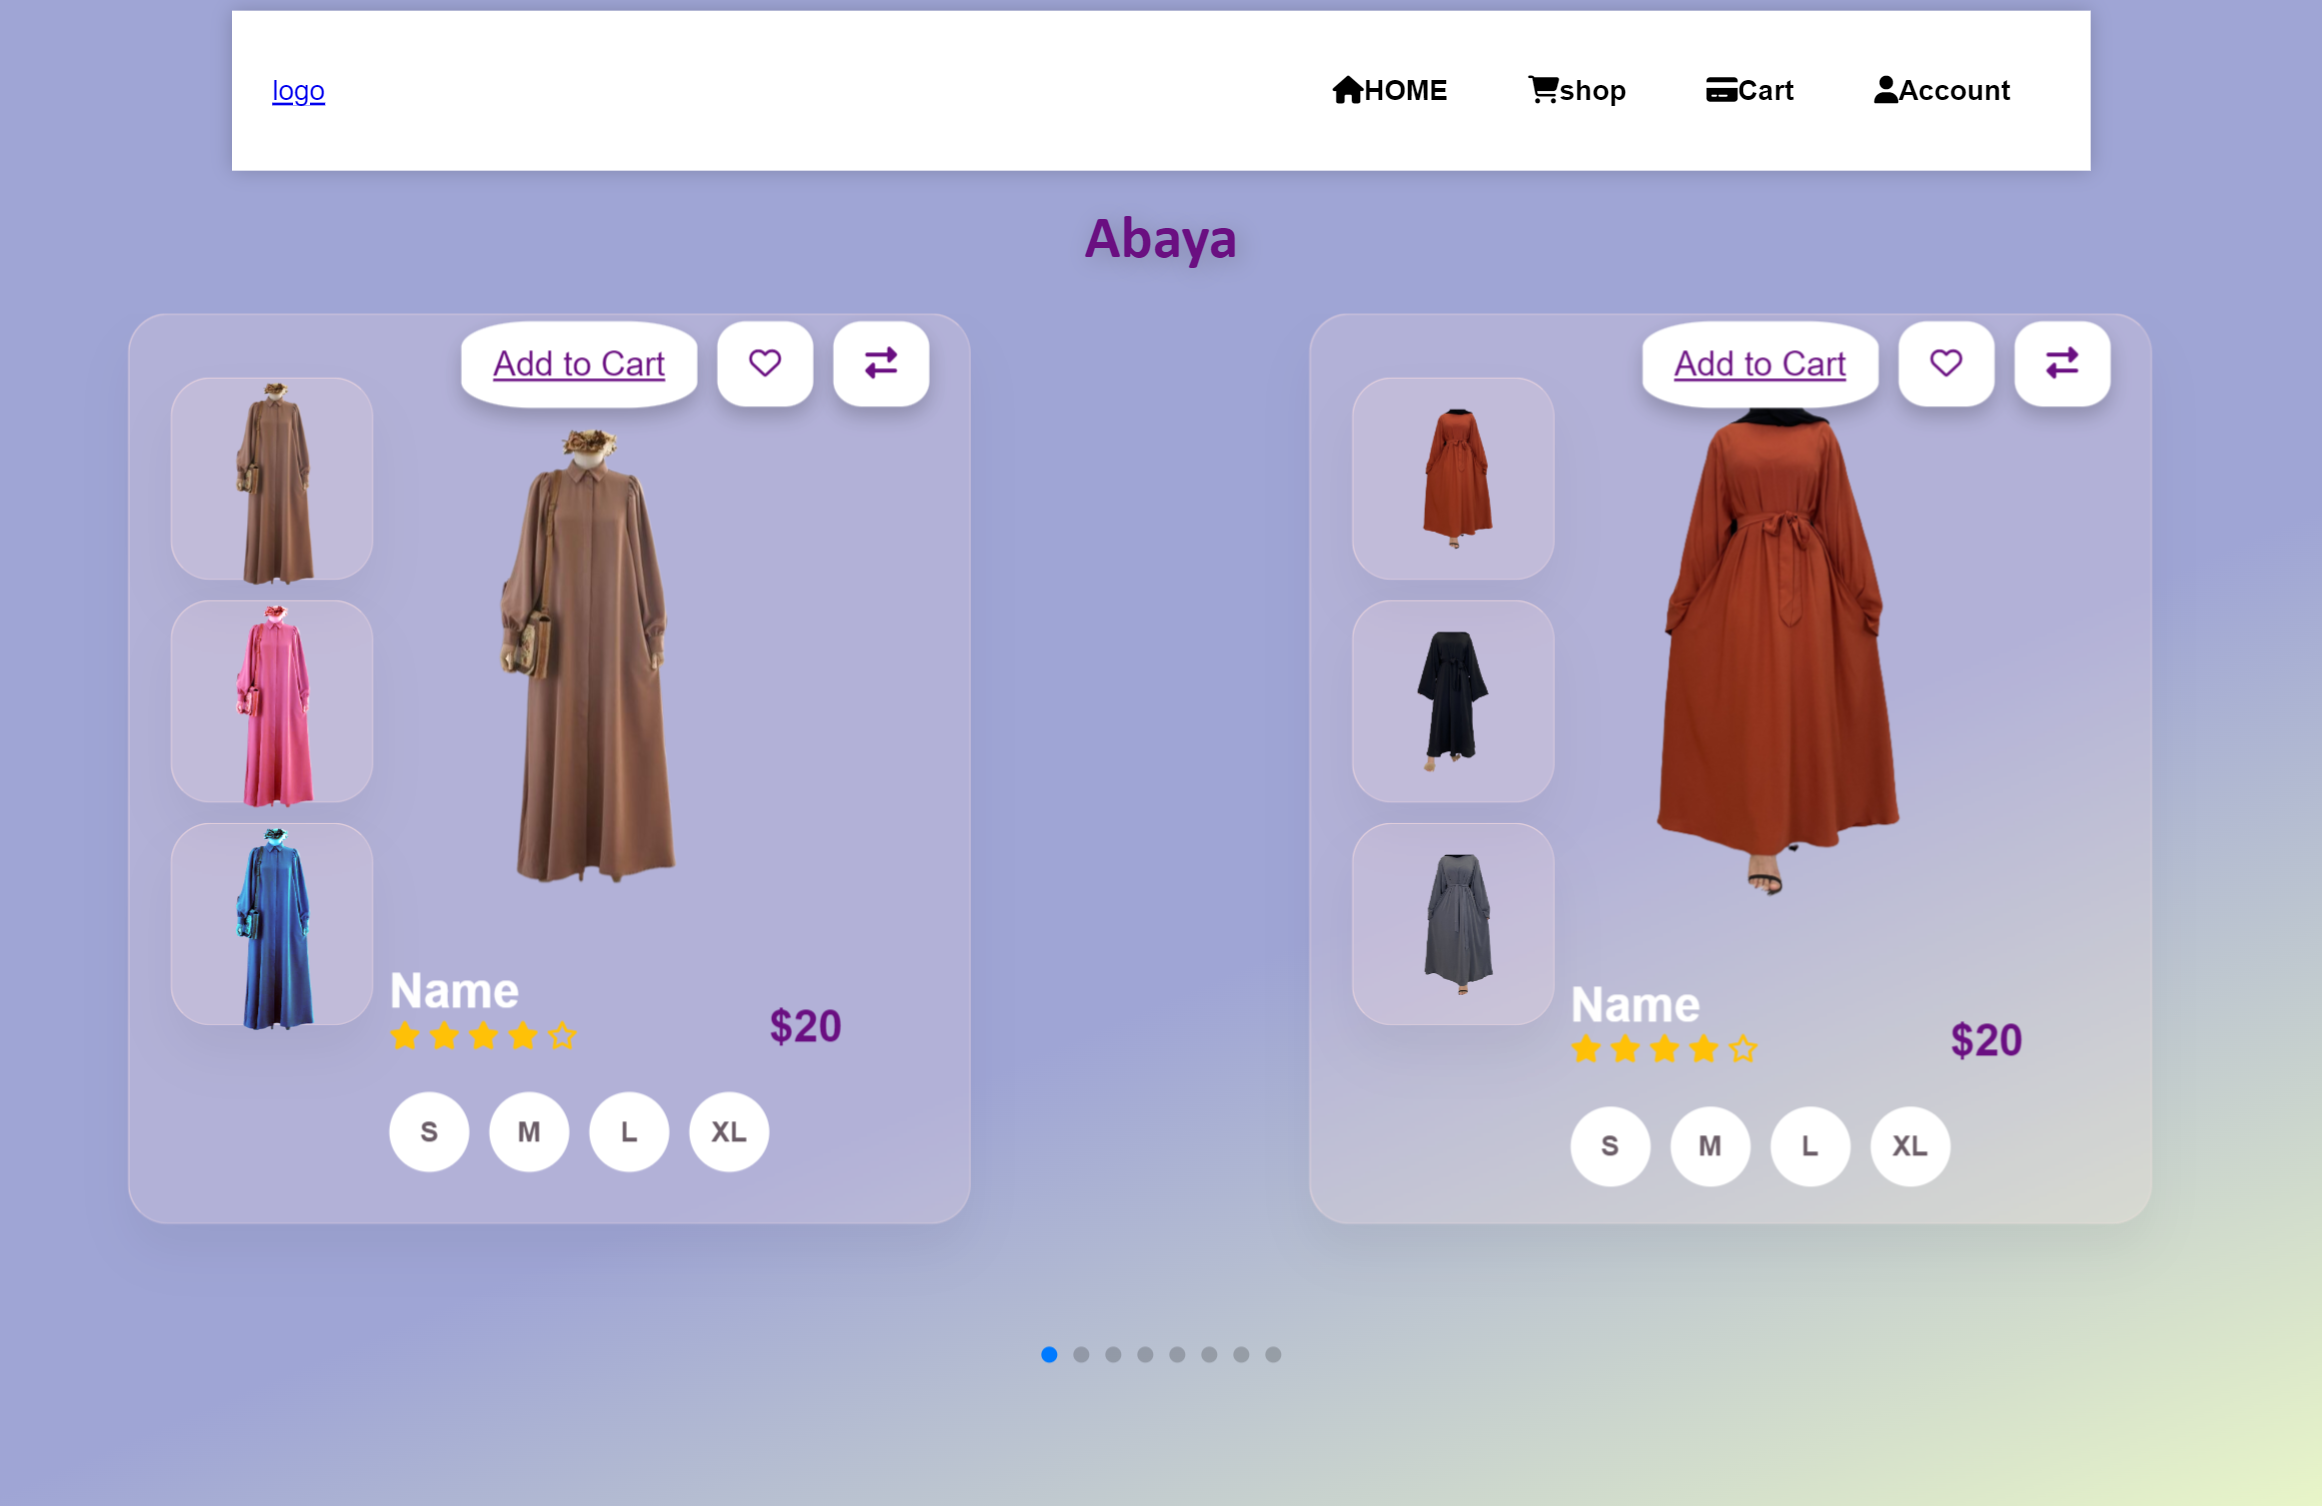 logo
HOME
shop
Cart
Account
Abaya
Add to Cart
Name
$20
S M L XL
Add to Cart
Name
$20
S M L XL